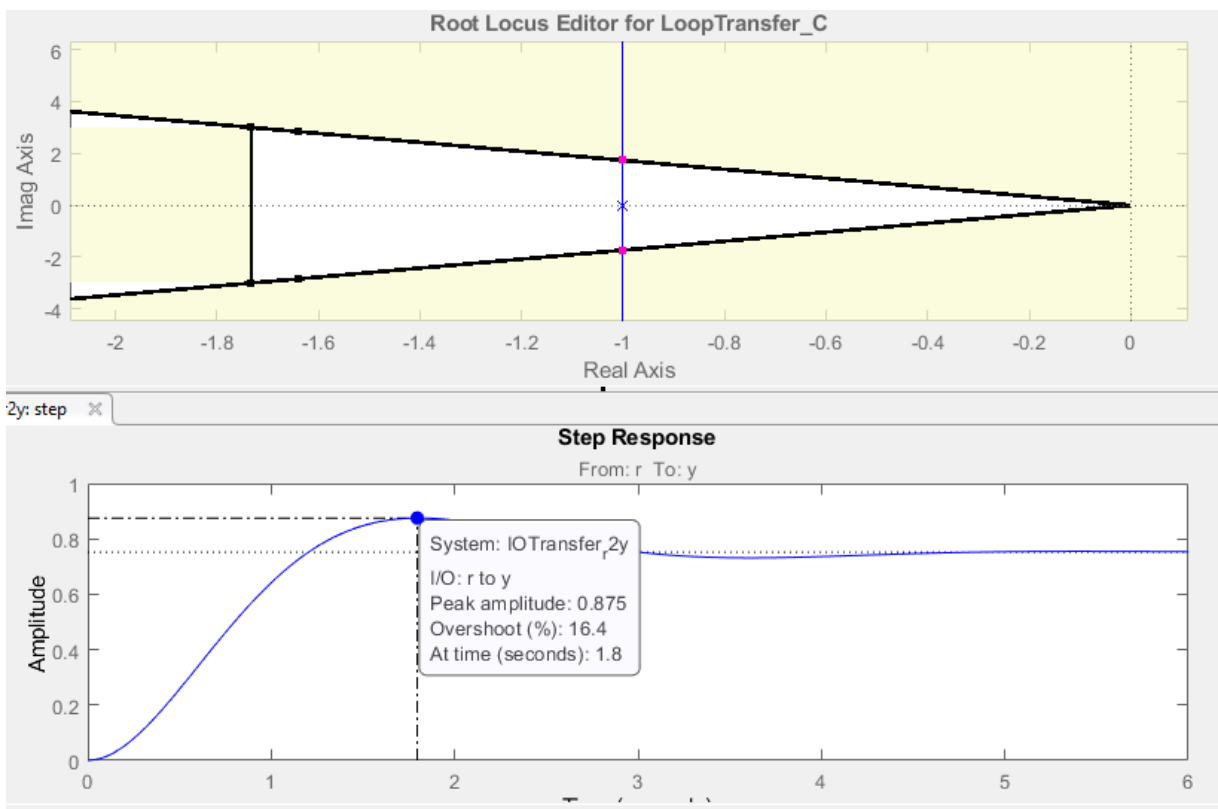 Root Locus Editor for LoopTransfer_C
6
4
2
0
-2
-4
Imag Axis
-2 -1.8 -1.6 -1.4 -1.2 -1 -0.8 -0.6 -0.4 -0.2 0
Real Axis
2y: step
Step Response
From: r To: y
1
0.8
0.6
0.4
0.2
0
Amplitude
System: IOTransfer_r2y
I/O: r to y
Peak amplitude: 0.875
Overshoot (%): 16.4
At time (seconds): 1.8
0 1 2 3 4 5 6